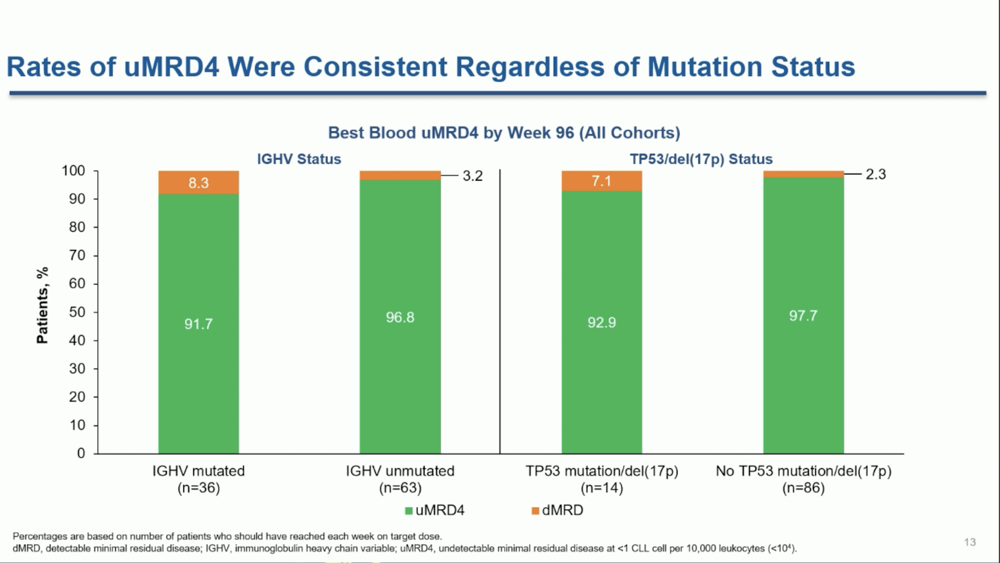 Rates of uMRD4 Were Consistent Regardless of Mutation Status
Best Blood uMRD4 by Week 96 (All Cohorts)
IGHV Status
TP53/del(17p) Status
Patients, %
100
90
80
70
60
50
40
30
20
10
0
8.3
91.7
3.2
96.8
7.1
92.9
2.3
97.7
IGHV mutated
(n=36)
IGHV unmutated
(n=63)
TP53 mutation/del(17p)
(n=14)
No TP53 mutation/del(17p)
(n=86)
uMRD4
dMRD
Percentages are based on number of patients who should have reached each week on target dose.
dMRD, detectable minimal residual disease; IGHV, immunoglobulin heavy chain variable; uMRD4, undetectable minimal residual disease at <1 CLL cell per 10,000 leukocytes (<10⁴).
13